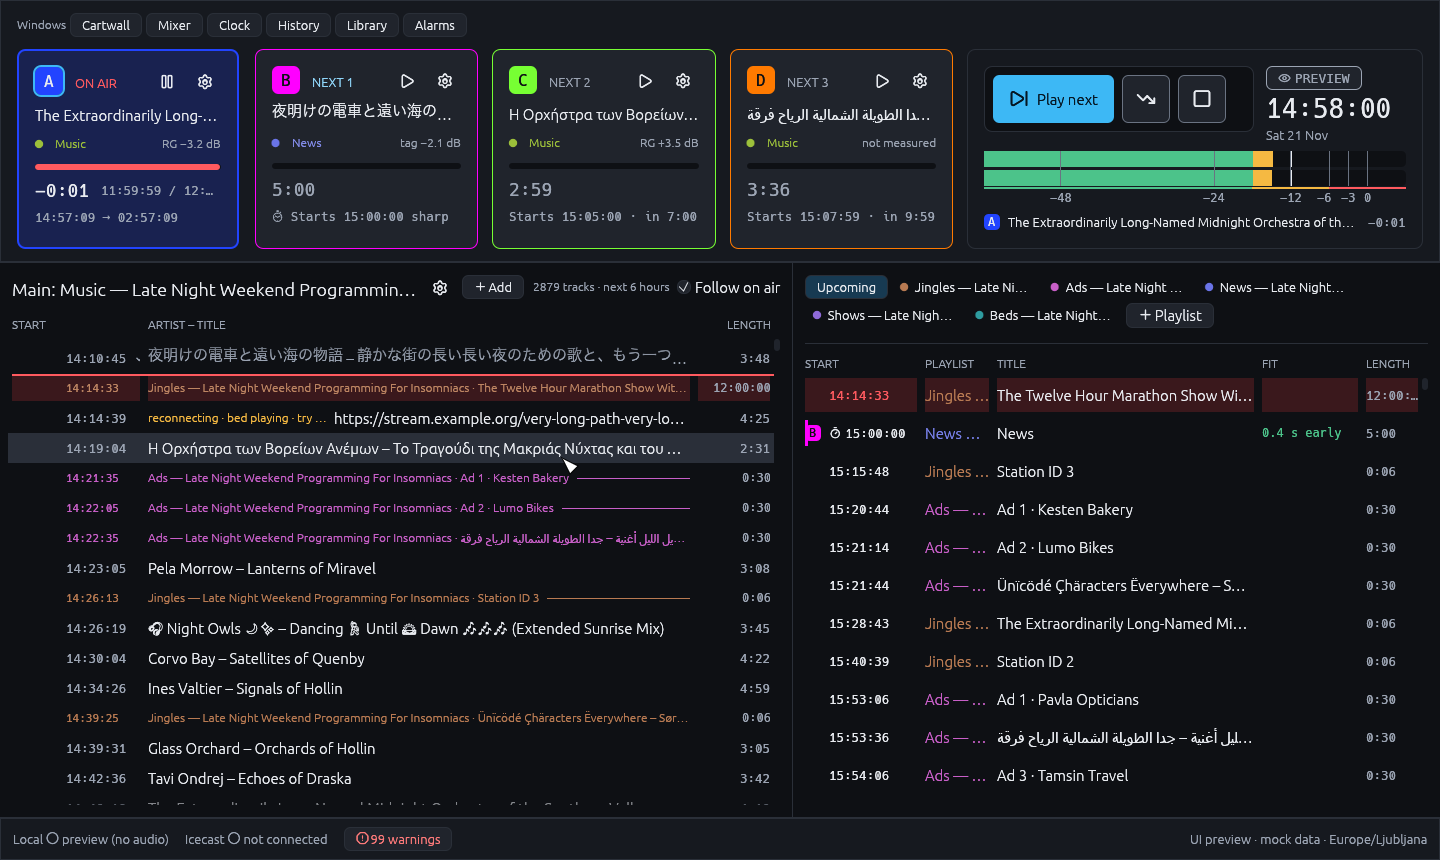 Windows Cartwall Mixer Clock History Library Alarms
A ON AIR
The Extraordinarily Long-…
Music RG −3.2 dB
−0:01 11:59:59 / 12:…
14:57:09 → 02:57:09
B NEXT 1
夜明けの電車と遠い海の…
News tag −2.1 dB
5:00
Starts 15:00:00 sharp
C NEXT 2
Η Ορχήστρα των Βορείων…
Music RG +3.5 dB
2:59
Starts 15:05:00 · in 7:00
D NEXT 3
…جدا الطويلة الشمالية الرياح فرقة
Music not measured
3:36
Starts 15:07:59 · in 9:59
Play next
PREVIEW
14:58:00
Sat 21 Nov
−48 −24 −12 −6 −3 0
A The Extraordinarily Long-Named Midnight Orchestra of th… −0:01
Main: Music — Late Night Weekend Programmin… + Add 2879 tracks · next 6 hours Follow on air
START ARTIST – TITLE LENGTH
14:10:45 夜明けの電車と遠い海の物語 – 静かな街の長い長い夜のための歌と、もう一つ… 3:48
14:14:33 Jingles — Late Night Weekend Programming For Insomniacs · The Twelve Hour Marathon Show Wit… 12:00:00
14:14:39 reconnecting · bed playing · try … https://stream.example.org/very-long-path-very-lo… 4:25
14:19:04 Η Ορχήστρα των Βορείων Ανέμων – Το Τραγούδι της Μακριάς Νύχτας και του … 2:31
14:21:35 Ads — Late Night Weekend Programming For Insomniacs · Ad 1 · Kesten Bakery 0:30
14:22:05 Ads — Late Night Weekend Programming For Insomniacs · Ad 2 · Lumo Bikes 0:30
14:22:35 Ads — Late Night Weekend Programming For Insomniacs · …يل الليل أغنية – جدا الطويلة الشمالية الرياح فرقة 0:30
14:23:05 Pela Morrow – Lanterns of Miravel 3:08
14:26:13 Jingles — Late Night Weekend Programming For Insomniacs · Station ID 3 0:06
14:26:19 🎧 Night Owls 🌙✨ – Dancing 💃 Until 🌅 Dawn 🎶🎶🎶 (Extended Sunrise Mix) 3:45
14:30:04 Corvo Bay – Satellites of Quenby 4:22
14:34:26 Ines Valtier – Signals of Hollin 4:59
14:39:25 Jingles — Late Night Weekend Programming For Insomniacs · Ünïcödé Çhäracters Ëverywhere – Sør… 0:06
14:39:31 Glass Orchard – Orchards of Hollin 3:05
14:42:36 Tavi Ondrej – Echoes of Draska 3:42
Upcoming Jingles — Late Ni… Ads — Late Night … News — Late Night…
Shows — Late Nigh… Beds — Late Night… + Playlist
START PLAYLIST TITLE FIT LENGTH
14:14:33 Jingles … The Twelve Hour Marathon Show Wi… 12:00:…
B 15:00:00 News … News 0.4 s early 5:00
15:15:48 Jingles … Station ID 3 0:06
15:20:44 Ads — … Ad 1 · Kesten Bakery 0:30
15:21:14 Ads — … Ad 2 · Lumo Bikes 0:30
15:21:44 Ads — … Ünïcödé Çhäracters Ëverywhere – S… 0:30
15:28:43 Jingles … The Extraordinarily Long-Named Mi… 0:06
15:40:39 Jingles … Station ID 2 0:06
15:53:06 Ads — … Ad 1 · Pavla Opticians 0:30
15:53:36 Ads — … …لليل أغنية – جدا الطويلة الشمالية الرياح فرقة 0:30
15:54:06 Ads — … Ad 3 · Tamsin Travel 0:30
Local preview (no audio) Icecast not connected 99 warnings UI preview · mock data · Europe/Ljubljana